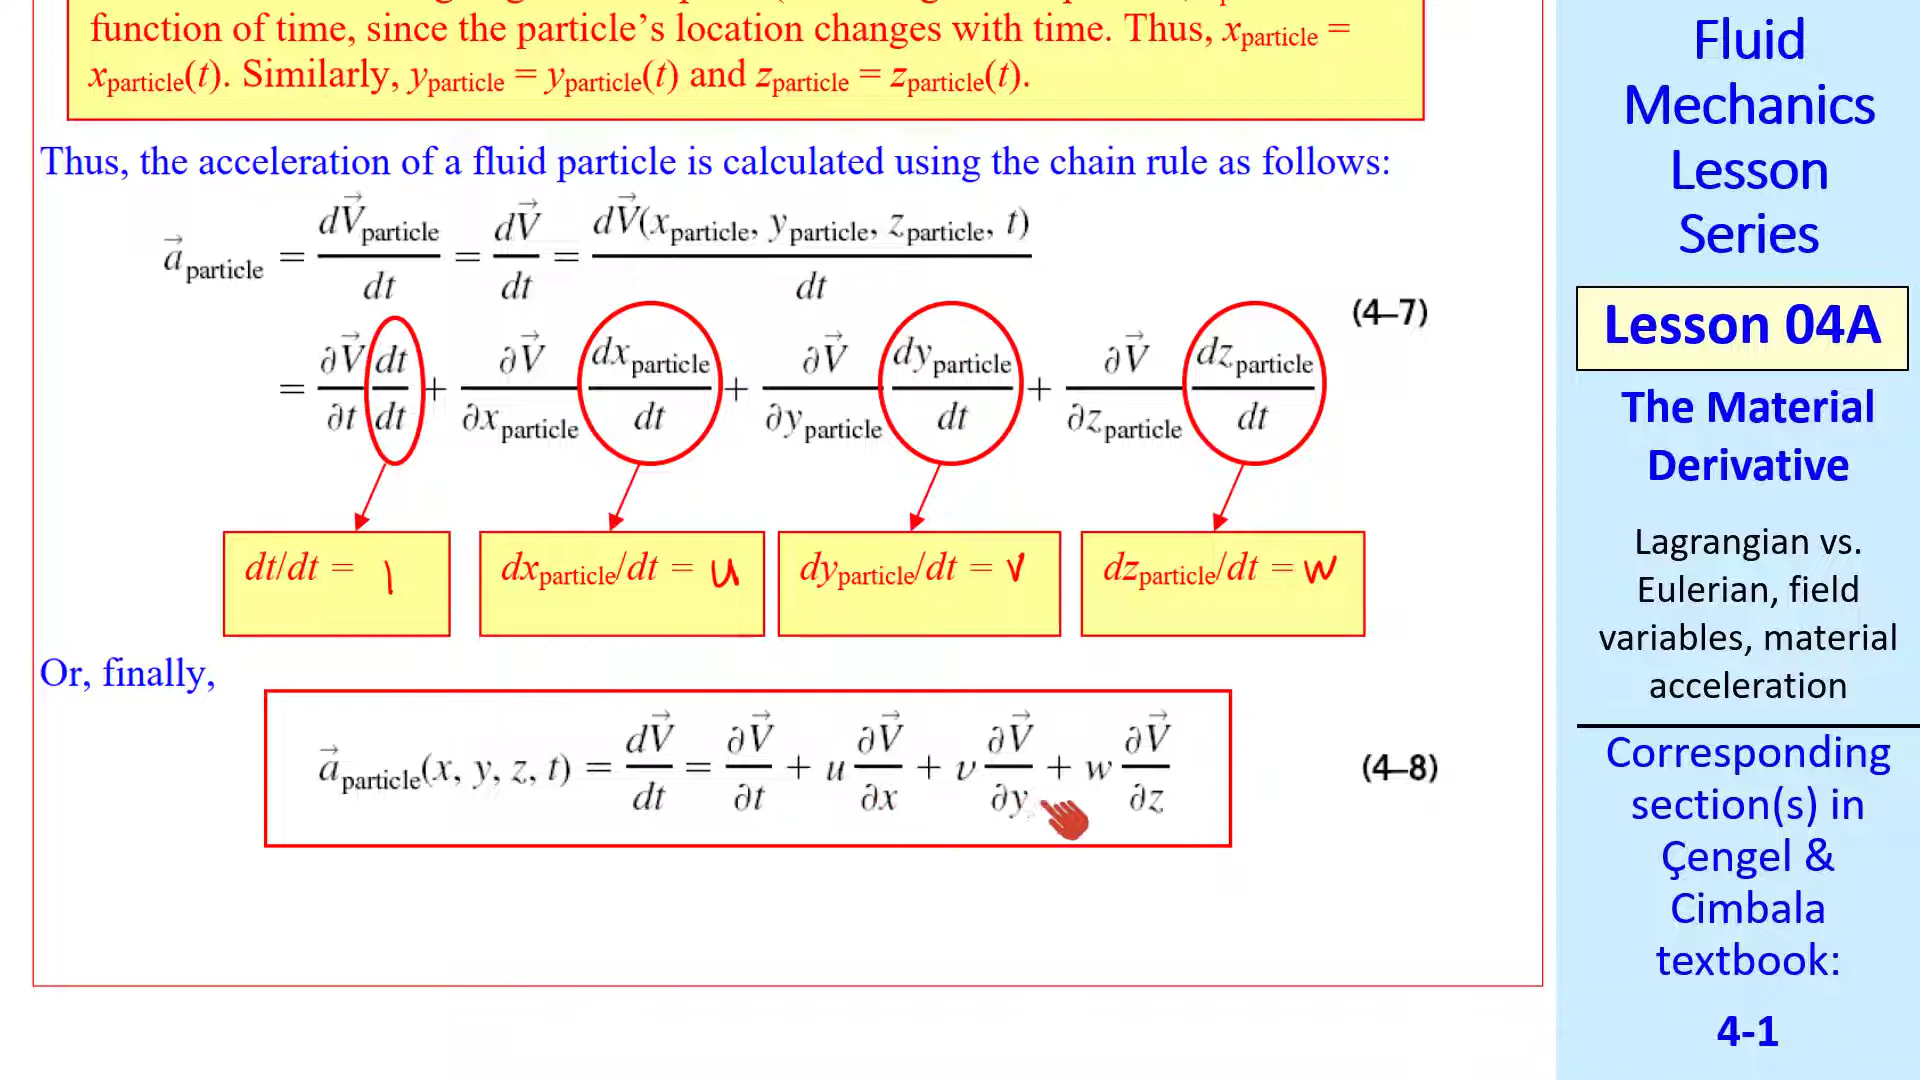 function of time, since the particle's location changes with time. Thus, x_particle =
x_particle(t). Similarly, y_particle = y_particle(t) and z_particle = z_particle(t).
Thus, the acceleration of a fluid particle is calculated using the chain rule as follows:
a⃗_particle = dV⃗_particle/dt = dV⃗/dt = dV⃗(x_particle, y_particle, z_particle, t)/dt
(4–7)
= ∂V⃗/∂t dt/dt + ∂V⃗/∂x_particle dx_particle/dt + ∂V⃗/∂y_particle dy_particle/dt + ∂V⃗/∂z_particle dz_particle/dt
dt/dt = 1
dx_particle/dt = u
dy_particle/dt = v
dz_particle/dt = w
Or, finally,
a⃗_particle(x, y, z, t) = dV⃗/dt = ∂V⃗/∂t + u ∂V⃗/∂x + v ∂V⃗/∂y + w ∂V⃗/∂z
(4–8)
Fluid
Mechanics
Lesson
Series
Lesson 04A
The Material
Derivative
Lagrangian vs.
Eulerian, field
variables, material
acceleration
Corresponding
section(s) in
Çengel &
Cimbala
textbook:
4-1